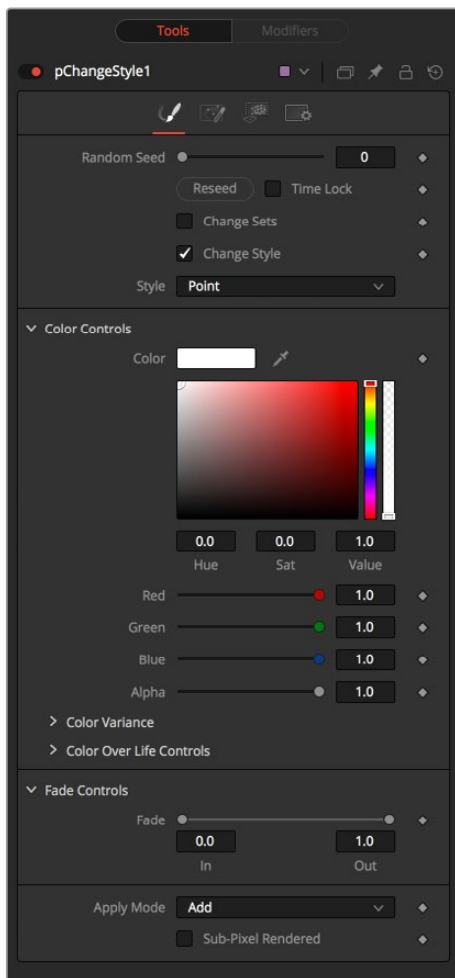 Tools Modifiers
pChangeStyle1
Random Seed 0
Reseed Time Lock
Change Sets
Change Style
Style Point
Color Controls
Color
0.0 0.0 1.0
Hue Sat Value
Red 1.0
Green 1.0
Blue 1.0
Alpha 1.0
Color Variance
Color Over Life Controls
Fade Controls
Fade
0.0 1.0
In Out
Apply Mode Add
Sub-Pixel Rendered